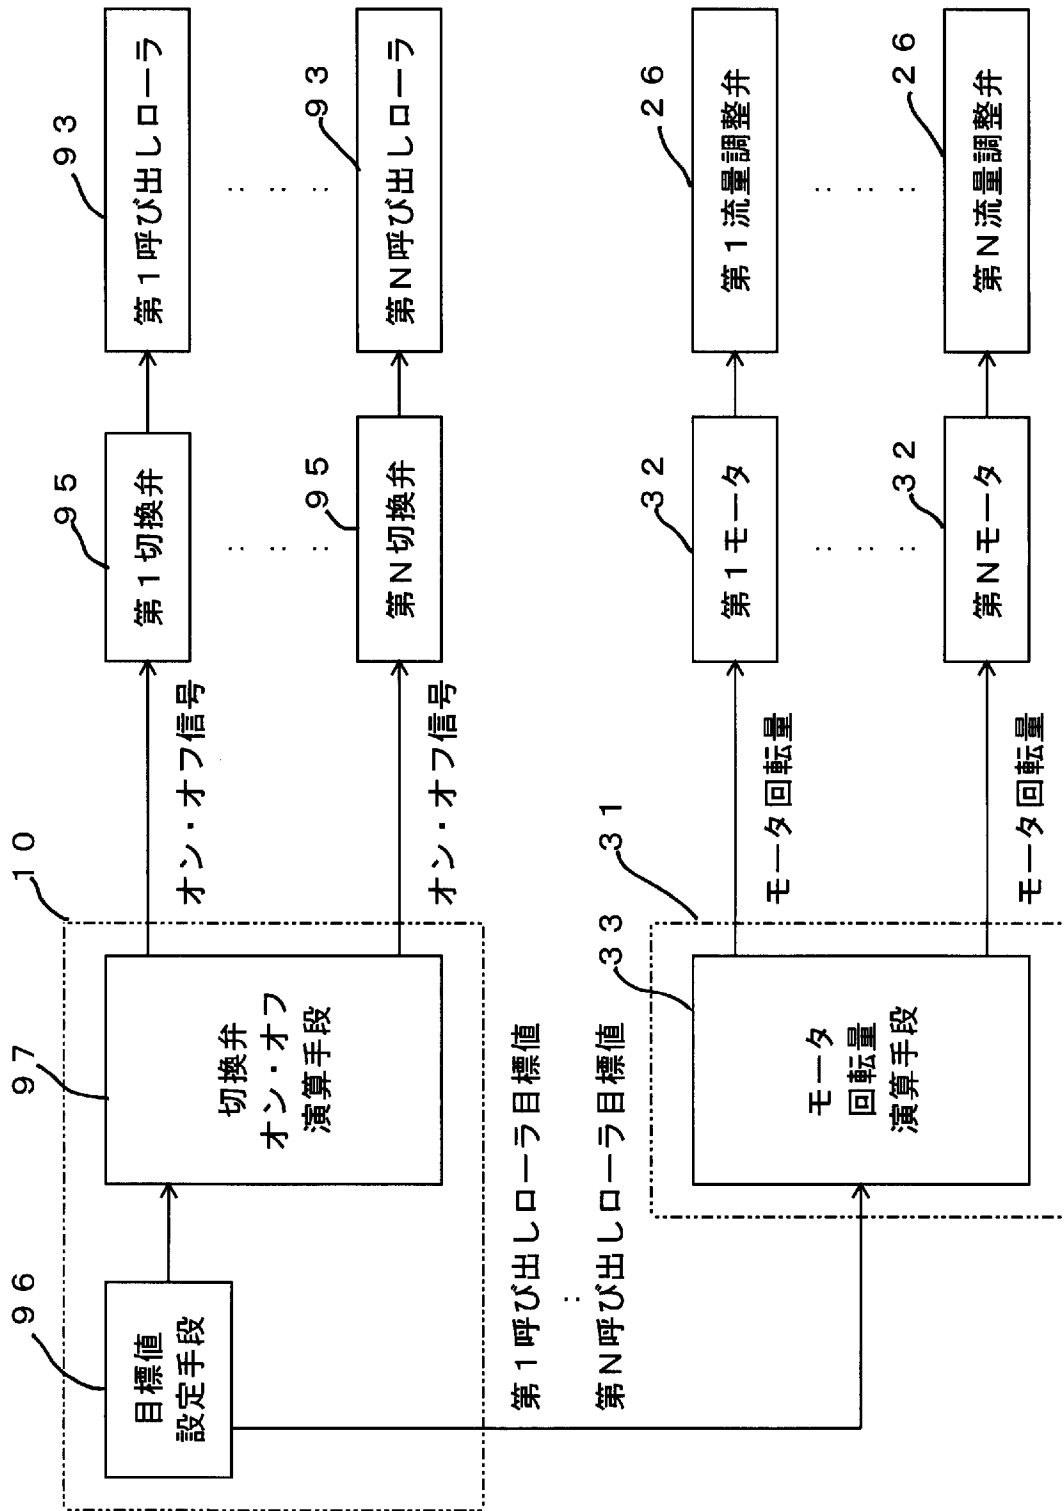 10
96
目標値
設定手段
97
切換弁
オン・オフ
演算手段
オン・オフ信号
95
第1切換弁
93
第1呼び出しローラ
オン・オフ信号
95
第N切換弁
93
第N呼び出しローラ
第1呼び出しローラ目標値
第N呼び出しローラ目標値
31
33
モータ
回転量
演算手段
モータ回転量
32
第1モータ
26
第1流量調整弁
モータ回転量
32
第Nモータ
26
第N流量調整弁